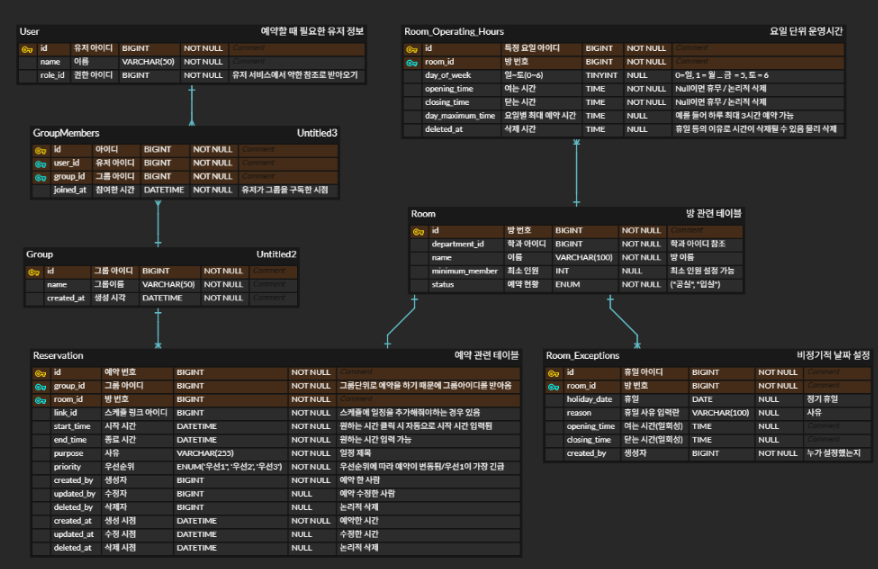 User 예약할 때 필요한 유저 정보
id 유저 아이디 BIGINT NOT NULL Comment
name 이름 VARCHAR(50) NOT NULL Comment
role_id 권한 아이디 BIGINT NOT NULL 유저 서비스에서 약한 참조로 받아오기
Room_Operating_Hours 요일 단위 운영시간
id 특정 요일 아이디 BIGINT NOT NULL Comment
room_id 방 번호 BIGINT NOT NULL Comment
day_of_week 일~토(0~6) TINYINT NULL 0=일, 1 = 월 ... 금 = 5, 토 = 6
opening_time 여는 시간 TIME NOT NULL Null이면 휴무 / 논리적 삭제
closing_time 닫는 시간 TIME NOT NULL Null이면 휴무 / 논리적 삭제
day_maximum_time 요일별 최대 예약 시간 TIME NULL 예를 들어 하루 최대 3시간 예약 가능
deleted_at 삭제 시간 TIME NULL 휴일 등의 이유로 시간이 삭제될 수 있음 물리 삭제
GroupMembers Untitled3
id 아이디 BIGINT NOT NULL Comment
user_id 유저 아이디 BIGINT NOT NULL Comment
group_id 그룹 아이디 BIGINT NOT NULL Comment
joined_at 참여한 시간 DATETIME NOT NULL 유저가 그룹을 구독한 시점
Room 방 관련 테이블
id 방 번호 BIGINT NOT NULL Comment
department_id 학과 아이디 BIGINT NOT NULL 학과 아이디 참조
name 이름 VARCHAR(100) NOT NULL 방 이름
minimum_member 최소 인원 INT NULL 최소 인원 설정 가능
status 예약 현황 ENUM NOT NULL ("공실", "입실")
Group Untitled2
id 그룹 아이디 BIGINT NOT NULL Comment
name 그룹이름 VARCHAR(50) NOT NULL Comment
created_at 생성 시각 DATETIME NOT NULL Comment
Reservation 예약 관련 테이블
id 예약 번호 BIGINT NOT NULL Comment
group_id 그룹 아이디 BIGINT NOT NULL 그룹단위로 예약을 하기 때문에 그룹아이디를 받아옴
room_id 방 번호 BIGINT NOT NULL Comment
link_id 스케쥴 링크 아이디 BIGINT NOT NULL 스케쥴에 일정을 추가해줘야하는 경우 있음
start_time 시작 시간 DATETIME NOT NULL 원하는 시간 클릭 시 자동으로 시작 시간 입력됨
end_time 종료 시간 DATETIME NOT NULL 원하는 시간 입력 가능
purpose 사유 VARCHAR(255) NOT NULL 일정 제목
priority 우선순위 ENUM('우선1', '우선2', '우선3') NOT NULL 우선순위에 따라 예약이 변동됨/우선1이 가장 긴급
created_by 생성자 BIGINT NOT NULL 예약 한 사람
updated_by 수정자 BIGINT NULL 예약 수정한 사람
deleted_by 삭제자 BIGINT NULL 논리적 삭제
created_at 생성 시점 DATETIME NOT NULL 예약한 시간
updated_at 수정 시점 DATETIME NULL 수정한 시간
deleted_at 삭제 시점 DATETIME NULL 논리적 삭제
Room_Exceptions 비정기적 날짜 설정
id 휴일 아이디 BIGINT NOT NULL Comment
room_id 방 번호 BIGINT NOT NULL Comment
holiday_date 휴일 DATE NULL 정기 휴일
reason 휴일 사유 입력란 VARCHAR(100) NULL 사유
opening_time 여는 시간(일회성) TIME NULL Comment
closing_time 닫는 시간(일회성) TIME NULL Comment
created_by 생성자 BIGINT NOT NULL 누가 설정했는지